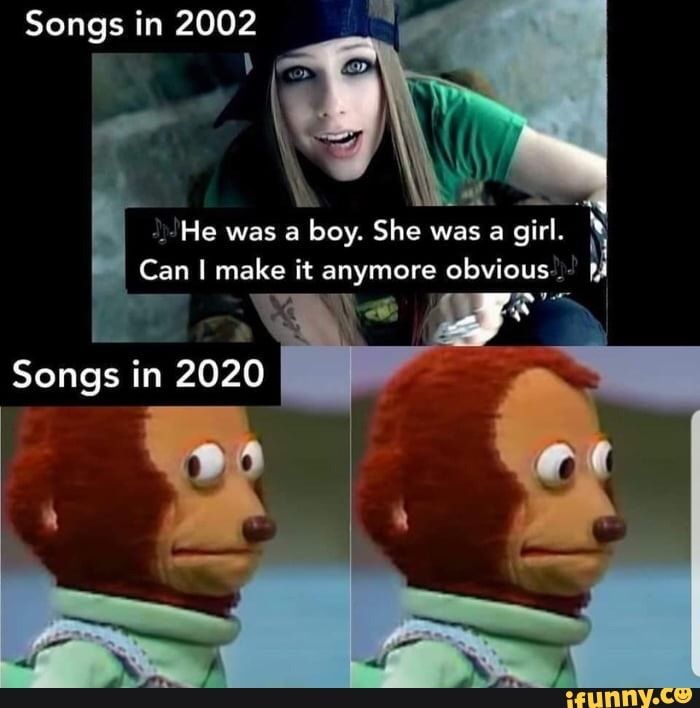 Songs in 2002
🎶He was a boy. She was a girl.
Can I make it anymore obvious🎶
Songs in 2020
ifunny.co